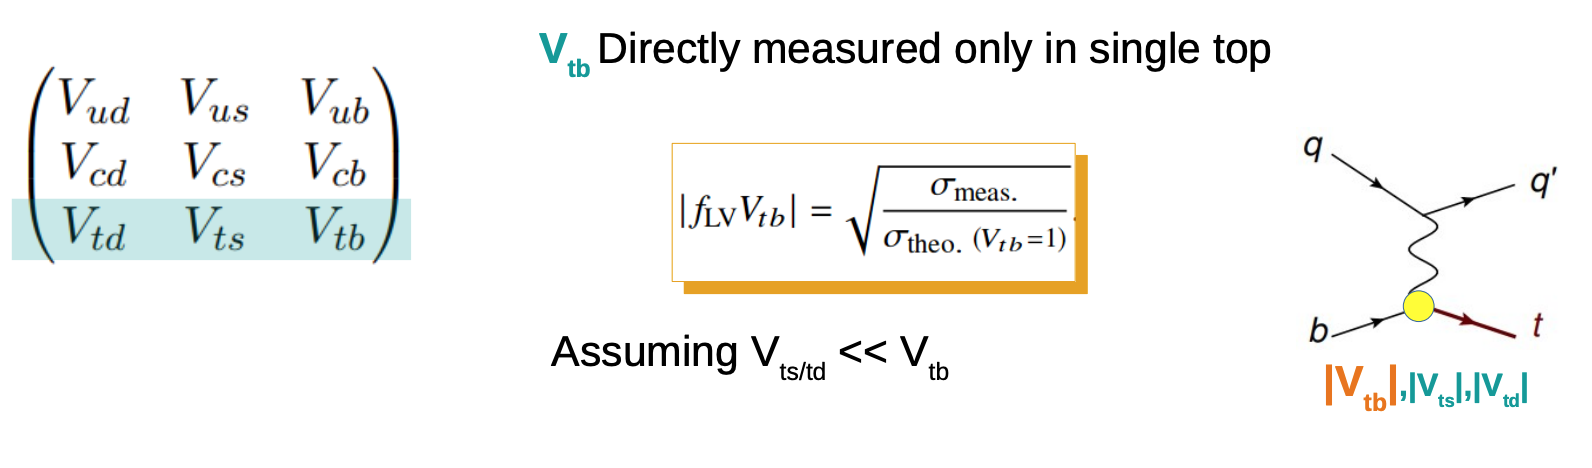 V_tb Directly measured only in single top
V_ud V_us V_ub
V_cd V_cs V_cb
V_td V_ts V_tb
|f_LV V_tb| = √(σ_meas. / σ_theo. (V_tb=1))
Assuming V_ts/td << V_tb
q
q'
b
t
|V_tb|,|V_ts|,|V_td|